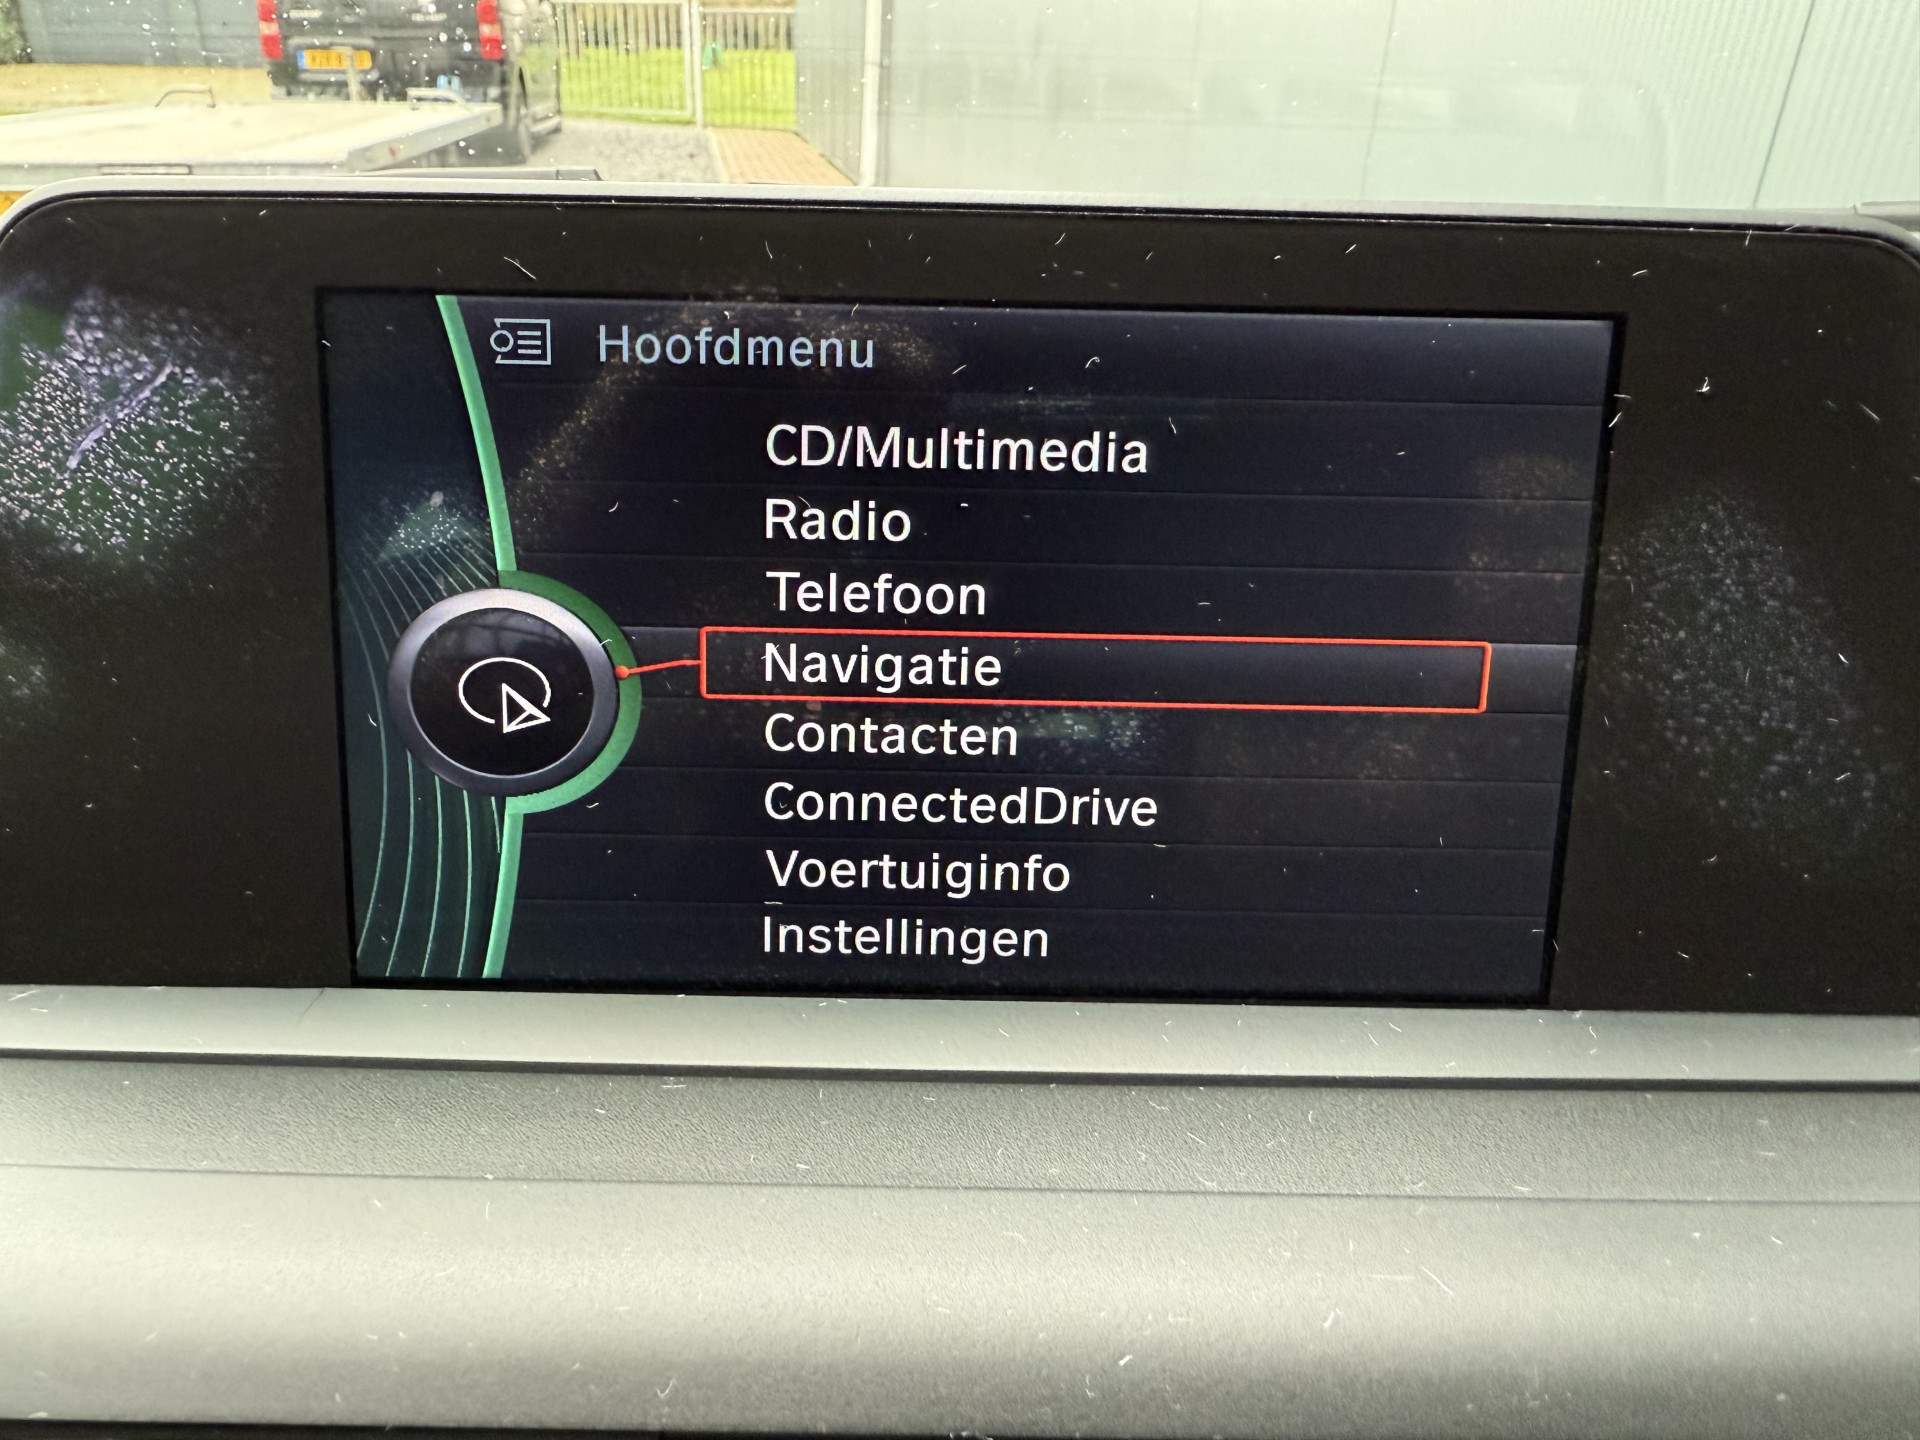 Hoofdmenu
CD/Multimedia
Radio
Telefoon
Navigatie
Contacten
ConnectedDrive
Voertuiginfo
Instellingen